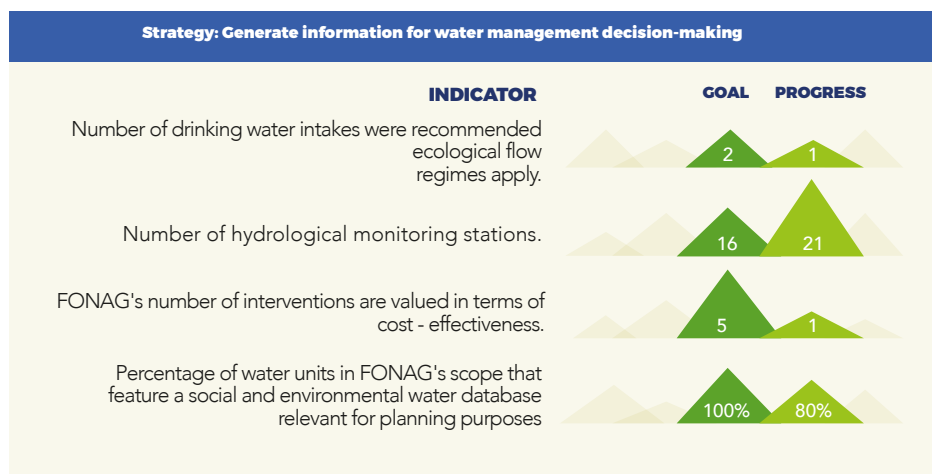 Strategy: Generate information for water management decision-making
INDICATOR GOAL PROGRESS
Number of drinking water intakes were recommended
ecological flow
regimes apply.
2 1
Number of hydrological monitoring stations.
16 21
FONAG's number of interventions are valued in terms of
cost - effectiveness.
5 1
Percentage of water units in FONAG's scope that
feature a social and environmental water database
relevant for planning purposes
100% 80%